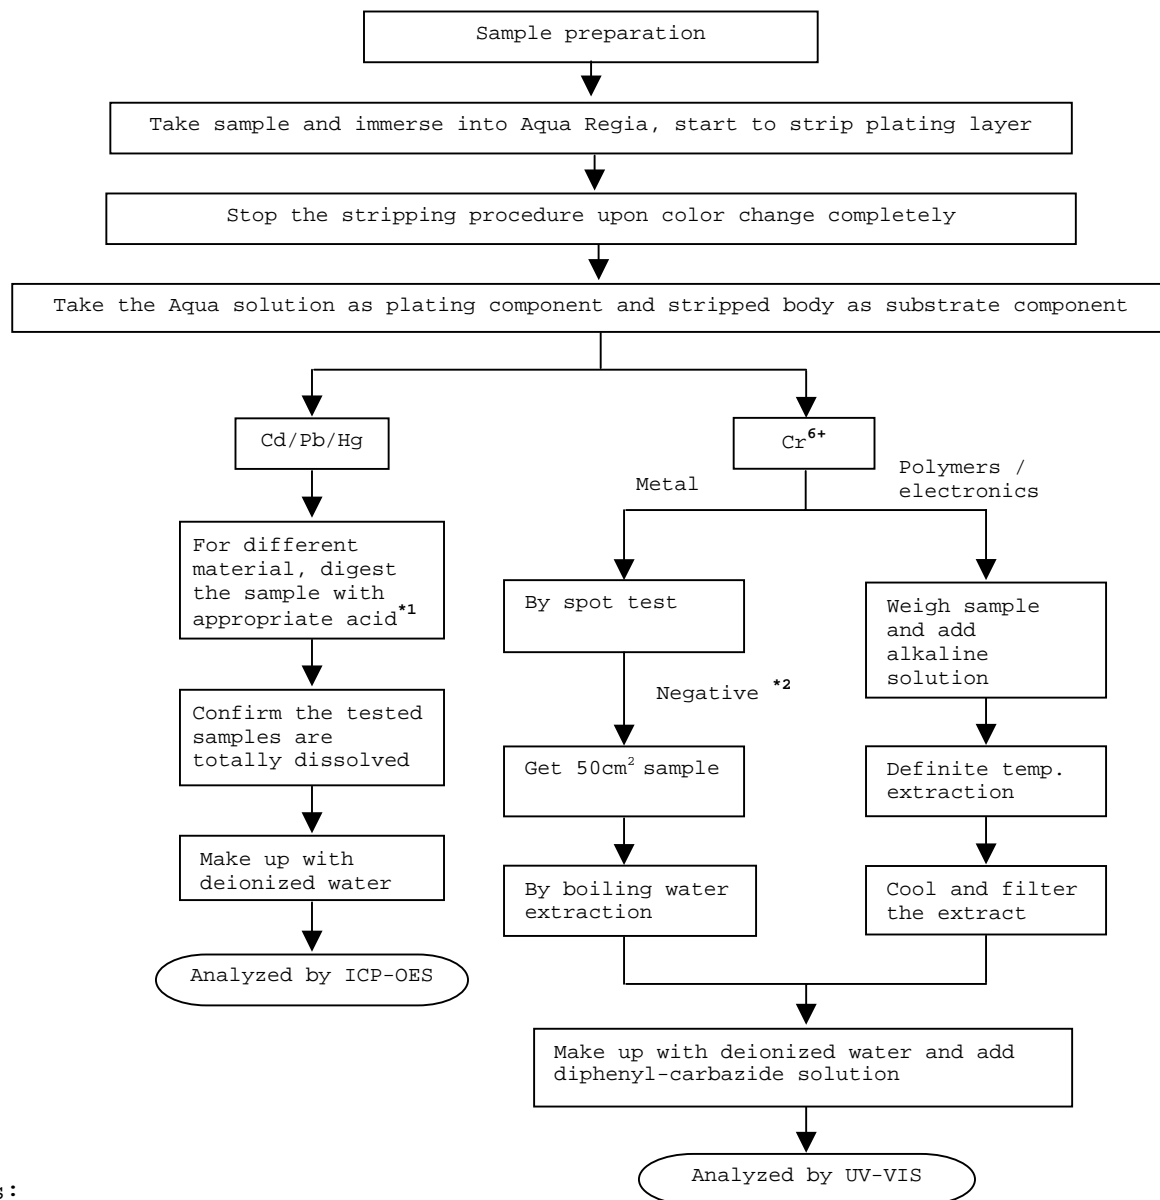 Sample preparation
Take sample and immerse into Aqua Regia, start to strip plating layer
Stop the stripping procedure upon color change completely
Take the Aqua solution as plating component and stripped body as substrate component
Cd/Pb/Hg
Cr6+
Metal
Polymers /
electronics
For different
material, digest
the sample with
appropriate acid*1
By spot test
Weigh sample
and add
alkaline
solution
Negative *2
Confirm the tested
samples are
totally dissolved
Get 50cm2 sample
Definite temp.
extraction
Make up with
deionized water
By boiling water
extraction
Cool and filter
the extract
Analyzed by ICP-OES
Make up with deionized water and add
diphenyl-carbazide solution
Analyzed by UV-VIS
s: